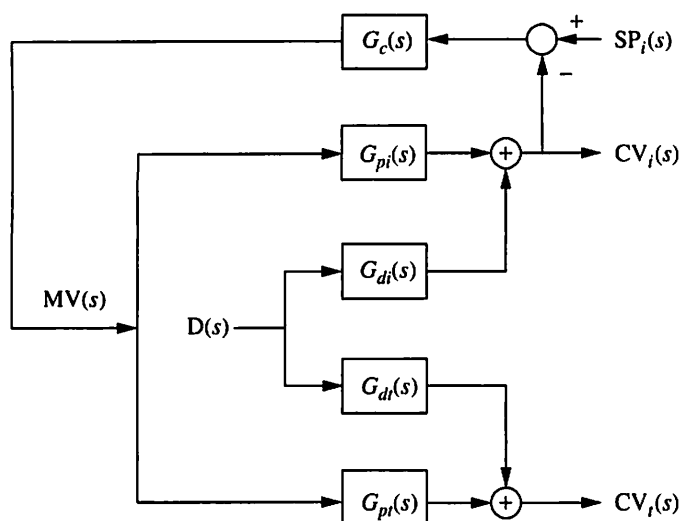 G_c(s)
+
SP_i(s)
−
G_pi(s)
+
CV_i(s)
G_di(s)
MV(s)
D(s)
G_dt(s)
G_pt(s)
+
CV_t(s)